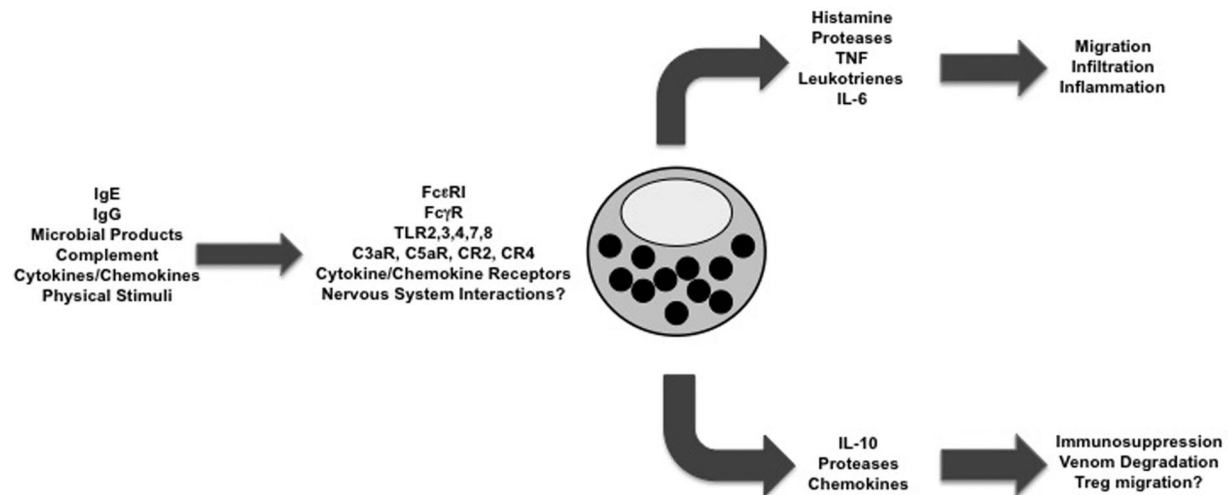 IgE
IgG
Microbial Products
Complement
Cytokines/Chemokines
Physical Stimuli
FcεRI
FcγR
TLR2,3,4,7,8
C3aR, C5aR, CR2, CR4
Cytokine/Chemokine Receptors
Nervous System Interactions?
Histamine
Proteases
TNF
Leukotrienes
IL-6
Migration
Infiltration
Inflammation
IL-10
Proteases
Chemokines
Immunosuppression
Venom Degradation
Treg migration?